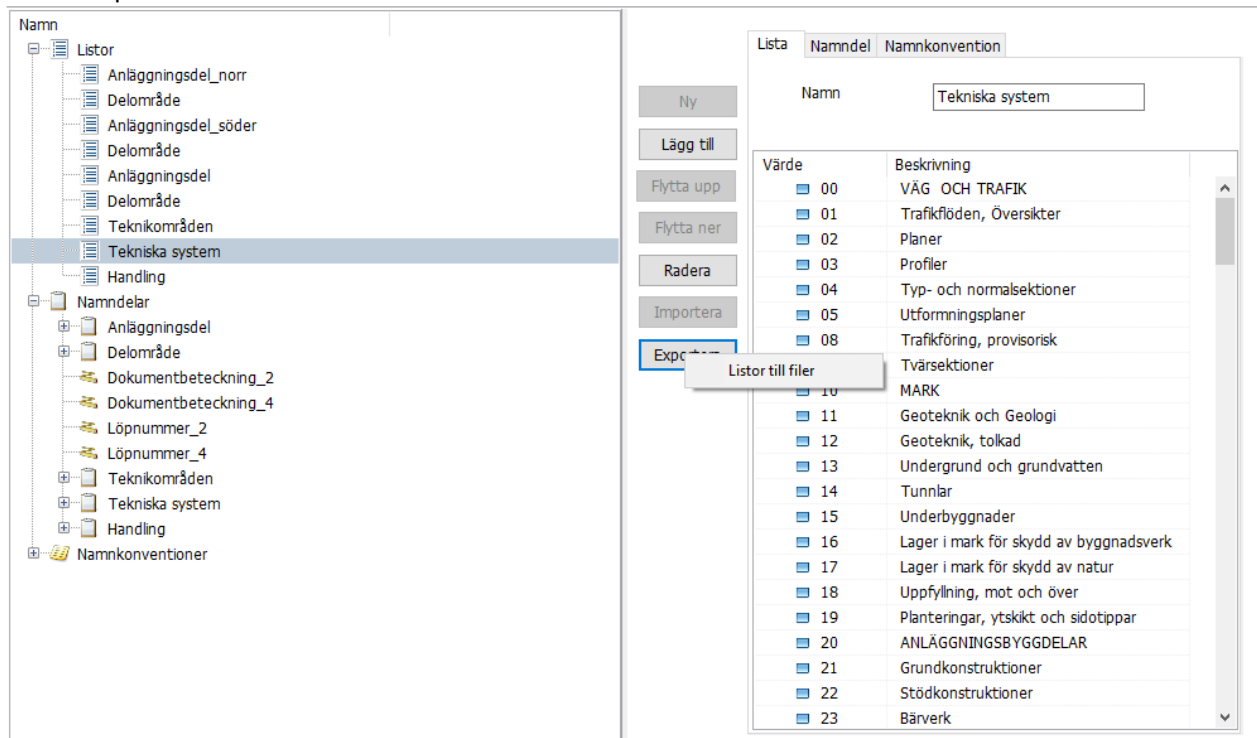 Namn
Listor
Anläggningsdel_norr
Delområde
Anläggningsdel_söder
Delområde
Anläggningsdel
Delområde
Teknikområden
Tekniska system
Handling
Namndelar
Anläggningsdel
Delområde
Dokumentbeteckning_2
Dokumentbeteckning_4
Löpnummer_2
Löpnummer_4
Teknikområden
Tekniska system
Handling
Namnkonventioner
Ny
Lägg till
Flytta upp
Flytta ner
Radera
Importera
Exportera
Listor till filer
Lista Namndel Namnkonvention
Namn Tekniska system
Värde Beskrivning
00 VÄG OCH TRAFIK
01 Trafikflöden, Översikter
02 Planer
03 Profiler
04 Typ- och normalsektioner
05 Utformningsplaner
08 Trafikföring, provisorisk
Tvärsektioner
10 MARK
11 Geoteknik och Geologi
12 Geoteknik, tolkad
13 Undergrund och grundvatten
14 Tunnlar
15 Underbyggnader
16 Lager i mark för skydd av byggnadsverk
17 Lager i mark för skydd av natur
18 Uppfyllning, mot och över
19 Planteringar, ytskikt och sidotippar
20 ANLÄGGNINGSBYGGDELAR
21 Grundkonstruktioner
22 Stödkonstruktioner
23 Bärverk